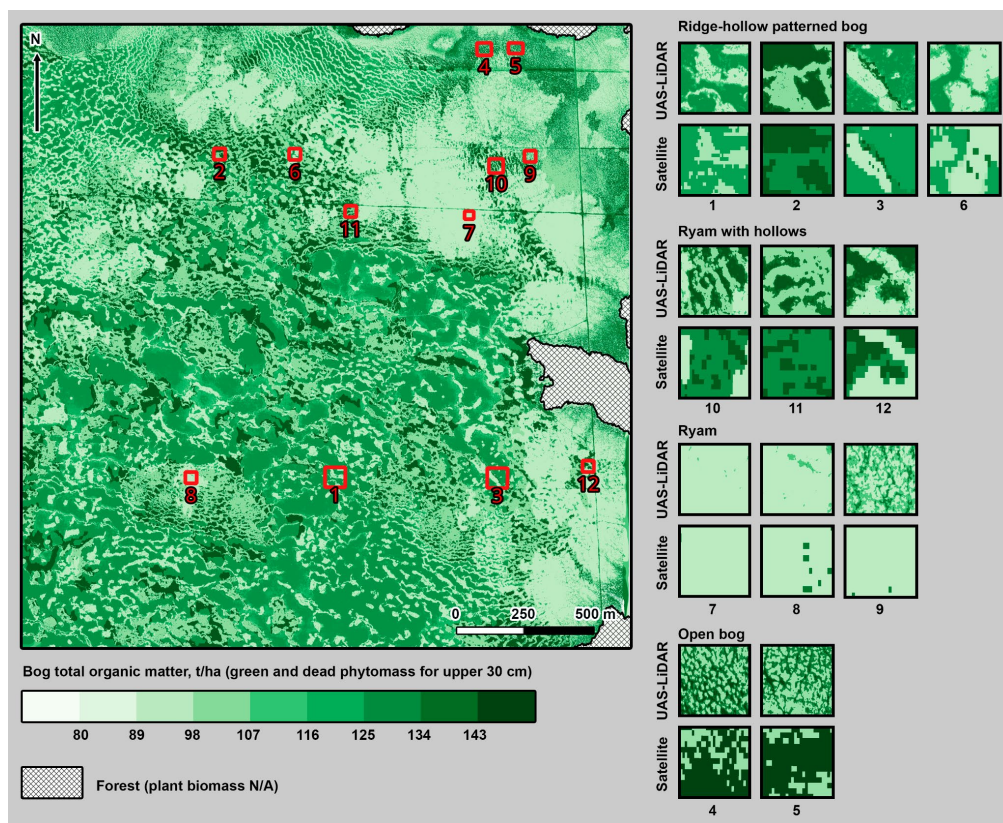 N
4 5
2 6 10 9
11 7
8 1 3 12
0 250 500 m
Bog total organic matter, t/ha (green and dead phytomass for upper 30 cm)
80 89 98 107 116 125 134 143
Forest (plant biomass N/A)
Ridge-hollow patterned bog
UAS-LiDAR
Satellite
1 2 3 6
Ryam with hollows
UAS-LiDAR
Satellite
10 11 12
Ryam
UAS-LiDAR
Satellite
7 8 9
Open bog
UAS-LiDAR
Satellite
4 5